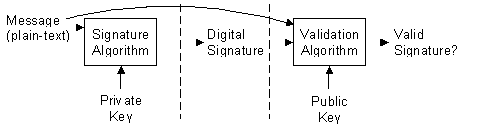 Message
(plain-text)
Signature
Algorithm
Private
Key
Digital
Signature
Validation
Algorithm
Public
Key
Valid
Signature?